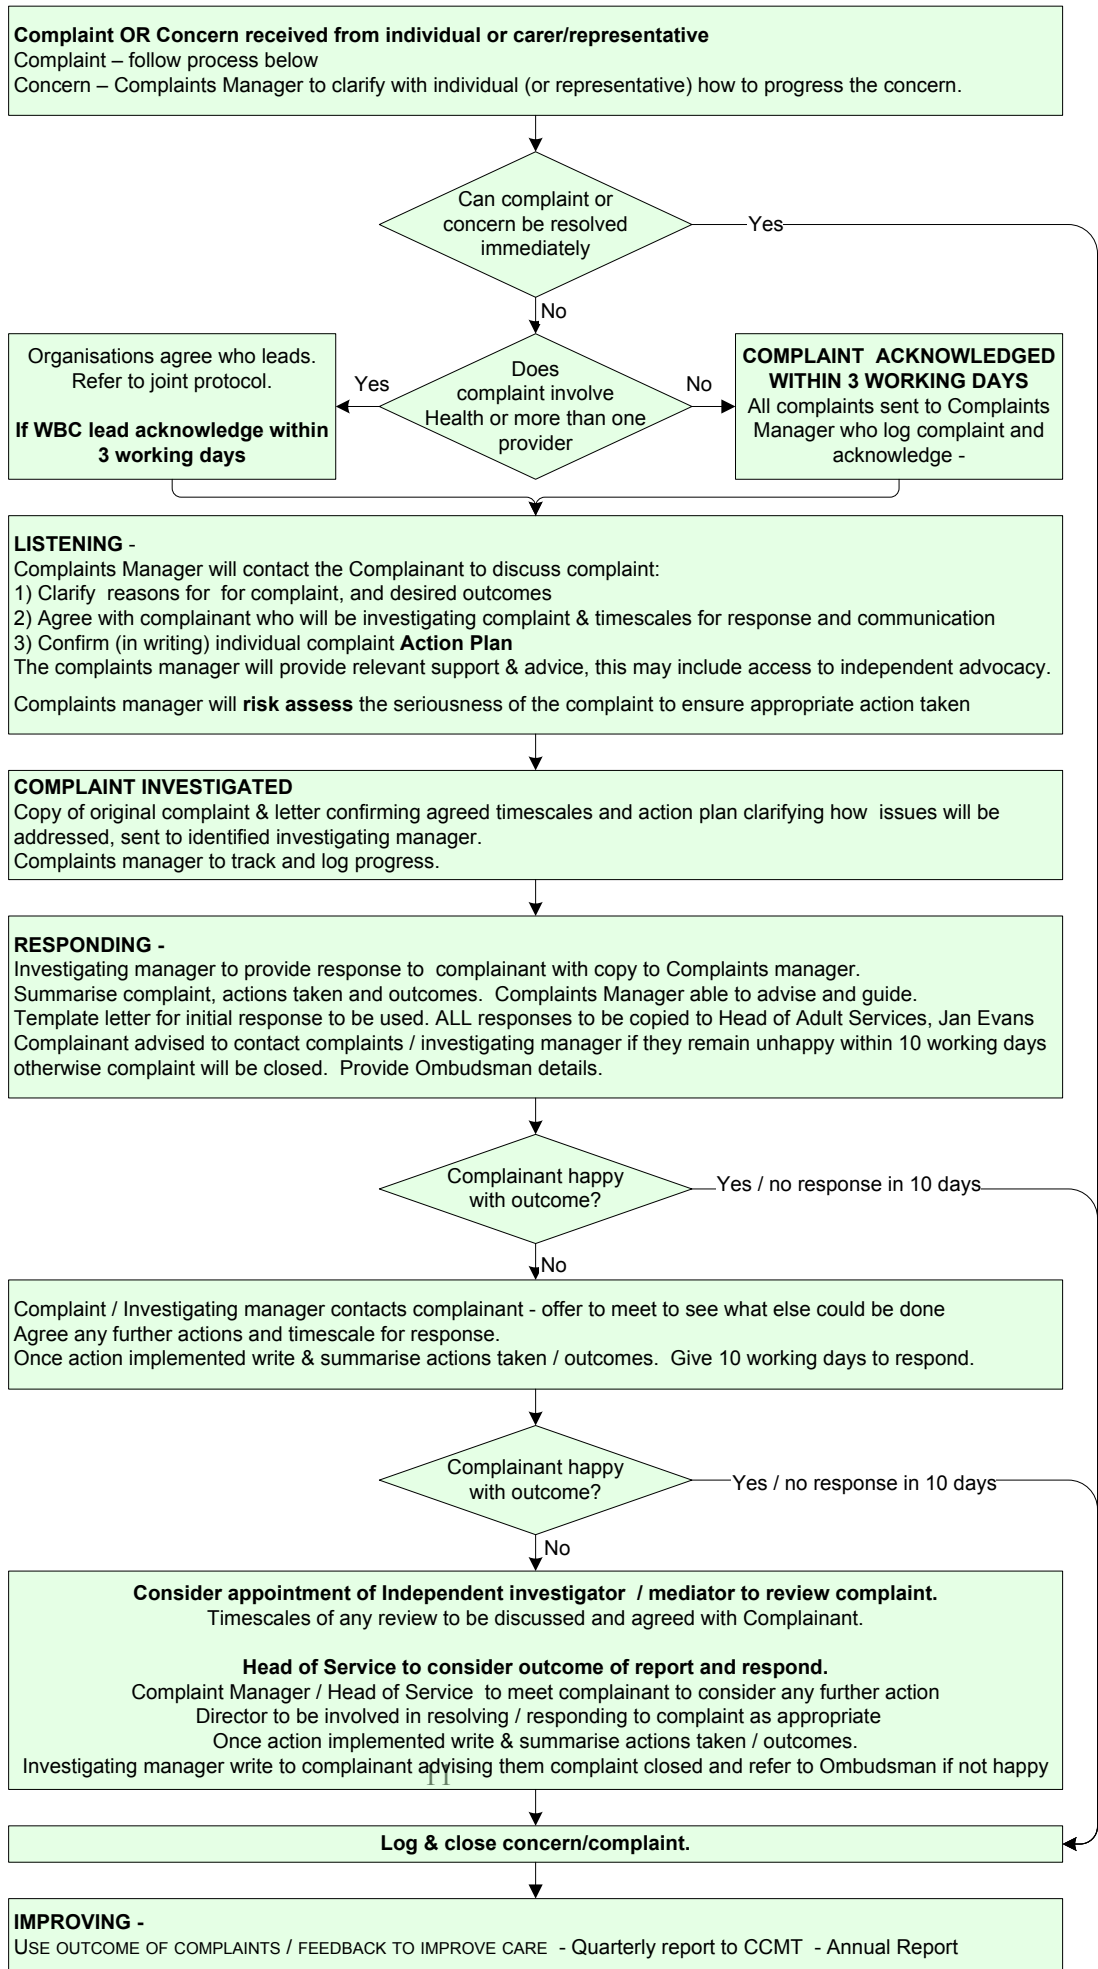 Complaint OR Concern received from individual or carer/representative
Complaint – follow process below
Concern – Complaints Manager to clarify with individual (or representative) how to progress the concern.
Can complaint or
concern be resolved
immediately
Yes
No
Organisations agree who leads.
Refer to joint protocol.
If WBC lead acknowledge within
3 working days
Yes
Does
complaint involve
Health or more than one
provider
No
COMPLAINT ACKNOWLEDGED
WITHIN 3 WORKING DAYS
All complaints sent to Complaints
Manager who log complaint and
acknowledge -
LISTENING -
Complaints Manager will contact the Complainant to discuss complaint:
1) Clarify reasons for for complaint, and desired outcomes
2) Agree with complainant who will be investigating complaint & timescales for response and communication
3) Confirm (in writing) individual complaint Action Plan
The complaints manager will provide relevant support & advice, this may include access to independent advocacy.
Complaints manager will risk assess the seriousness of the complaint to ensure appropriate action taken
COMPLAINT INVESTIGATED
Copy of original complaint & letter confirming agreed timescales and action plan clarifying how issues will be
addressed, sent to identified investigating manager.
Complaints manager to track and log progress.
RESPONDING -
Investigating manager to provide response to complainant with copy to Complaints manager.
Summarise complaint, actions taken and outcomes. Complaints Manager able to advise and guide.
Template letter for initial response to be used. ALL responses to be copied to Head of Adult Services, Jan Evans
Complainant advised to contact complaints / investigating manager if they remain unhappy within 10 working days
otherwise complaint will be closed. Provide Ombudsman details.
Complainant happy
with outcome?
Yes / no response in 10 days
No
Complaint / Investigating manager contacts complainant - offer to meet to see what else could be done
Agree any further actions and timescale for response.
Once action implemented write & summarise actions taken / outcomes. Give 10 working days to respond.
Complainant happy
with outcome?
Yes / no response in 10 days
No
Consider appointment of Independent investigator / mediator to review complaint.
Timescales of any review to be discussed and agreed with Complainant.
Head of Service to consider outcome of report and respond.
Complaint Manager / Head of Service to meet complainant to consider any further action
Director to be involved in resolving / responding to complaint as appropriate
Once action implemented write & summarise actions taken / outcomes.
Investigating manager write to complainant advising them complaint closed and refer to Ombudsman if not happy
11
Log & close concern/complaint.
IMPROVING -
USE OUTCOME OF COMPLAINTS / FEEDBACK TO IMPROVE CARE - Quarterly report to CCMT - Annual Report